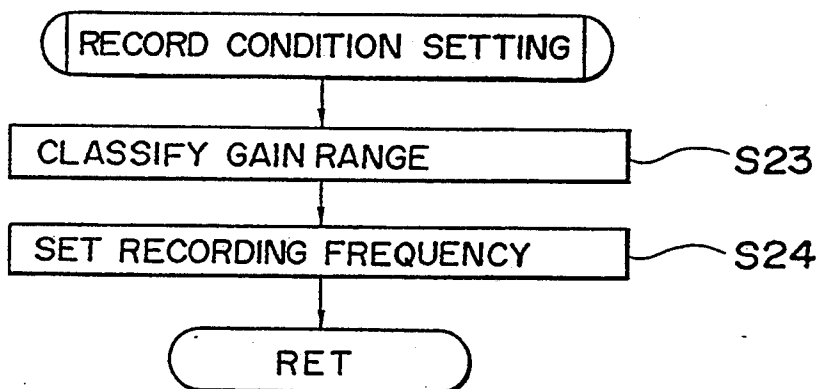 RECORD CONDITION SETTING
CLASSIFY GAIN RANGE
S23
SET RECORDING FREQUENCY
S24
RET